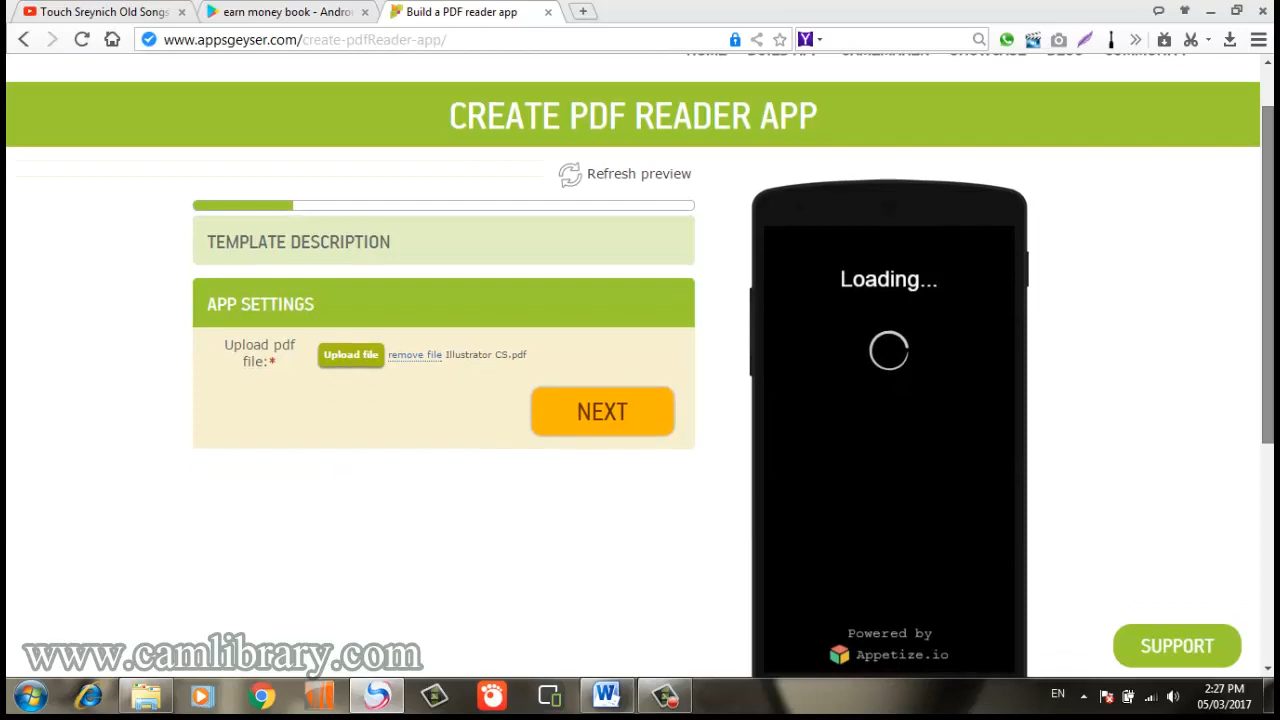 Touch Sreynich Old Songs
earn money book - Andro
Build a PDF reader app
www.appsgeyser.com/create-pdfReader-app/
CREATE PDF READER APP
Refresh preview
TEMPLATE DESCRIPTION
APP SETTINGS
Upload pdf
file:*
Upload file remove file Illustrator CS.pdf
NEXT
Loading...
Powered by
Appetize.io
SUPPORT
www.camlibrary.com
EN
2:27 PM
05/03/2017